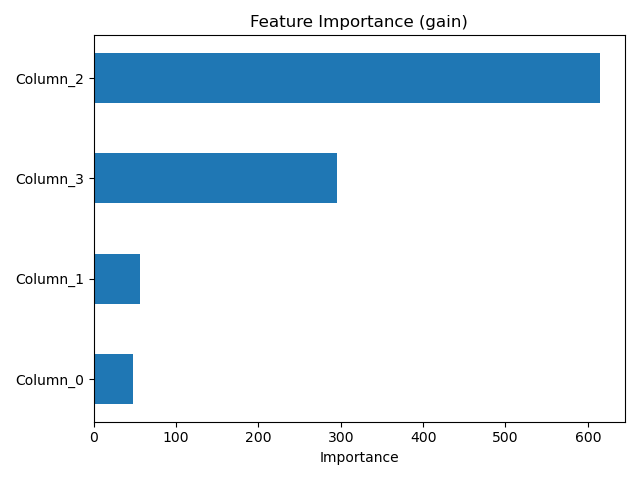 Feature Importance (gain)
Column_2
Column_3
Column_1
Column_0
0 100 200 300 400 500 600
Importance